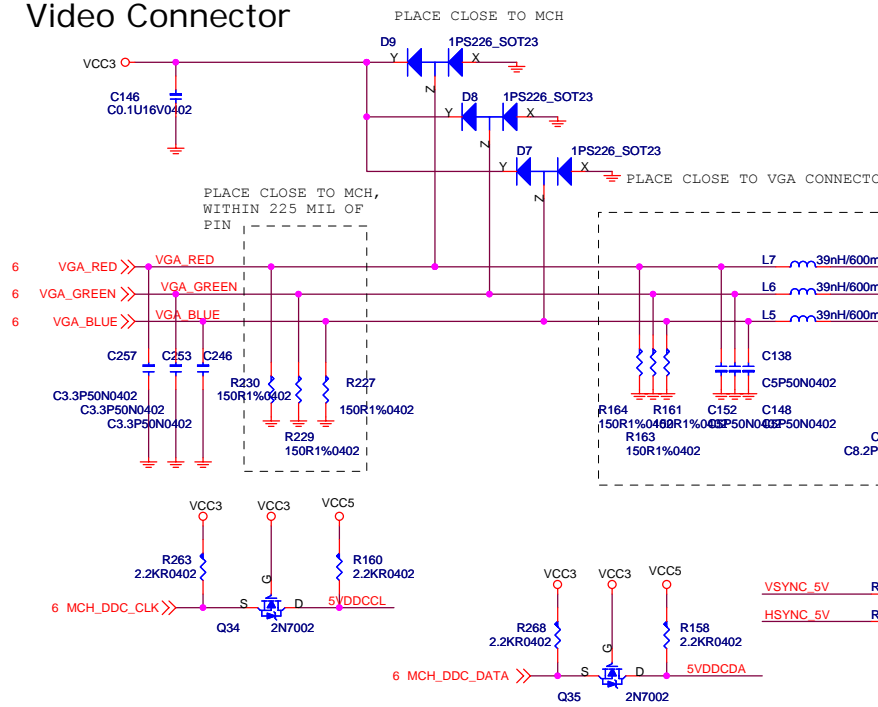 Video Connector
PLACE CLOSE TO MCH
D9
1PS226_SOT23
VCC3
Y
X
Z
C146
C0.1U16V0402
D8
1PS226_SOT23
Y
X
Z
D7
1PS226_SOT23
Y
X
Z
PLACE CLOSE TO MCH,
WITHIN 225 MIL OF
PIN
PLACE CLOSE TO VGA CONNECTO
6 VGA_RED VGA_RED L7 39nH/600m
6 VGA_GREEN VGA_GREEN L6 39nH/600m
6 VGA_BLUE VGA_BLUE L5 39nH/600m
C257 C253 C246
C3.3P50N0402
C3.3P50N0402
C3.3P50N0402
R230
150R1%0402
R227
150R1%0402
R229
150R1%0402
C138
C5P50N0402
R164 R161 C152 C148
150R1%0402
R163
150R1%0402
C5P50N0402
C
C8.2P
VCC3 VCC3 VCC5
R263
2.2KR0402
R160
2.2KR0402
G
6 MCH_DDC_CLK S D 5VDDCCL
Q34 2N7002
VCC3 VCC3 VCC5
R268
2.2KR0402
R158
2.2KR0402
G
6 MCH_DDC_DATA S D 5VDDCDA
Q35 2N7002
VSYNC_5V R
HSYNC_5V R